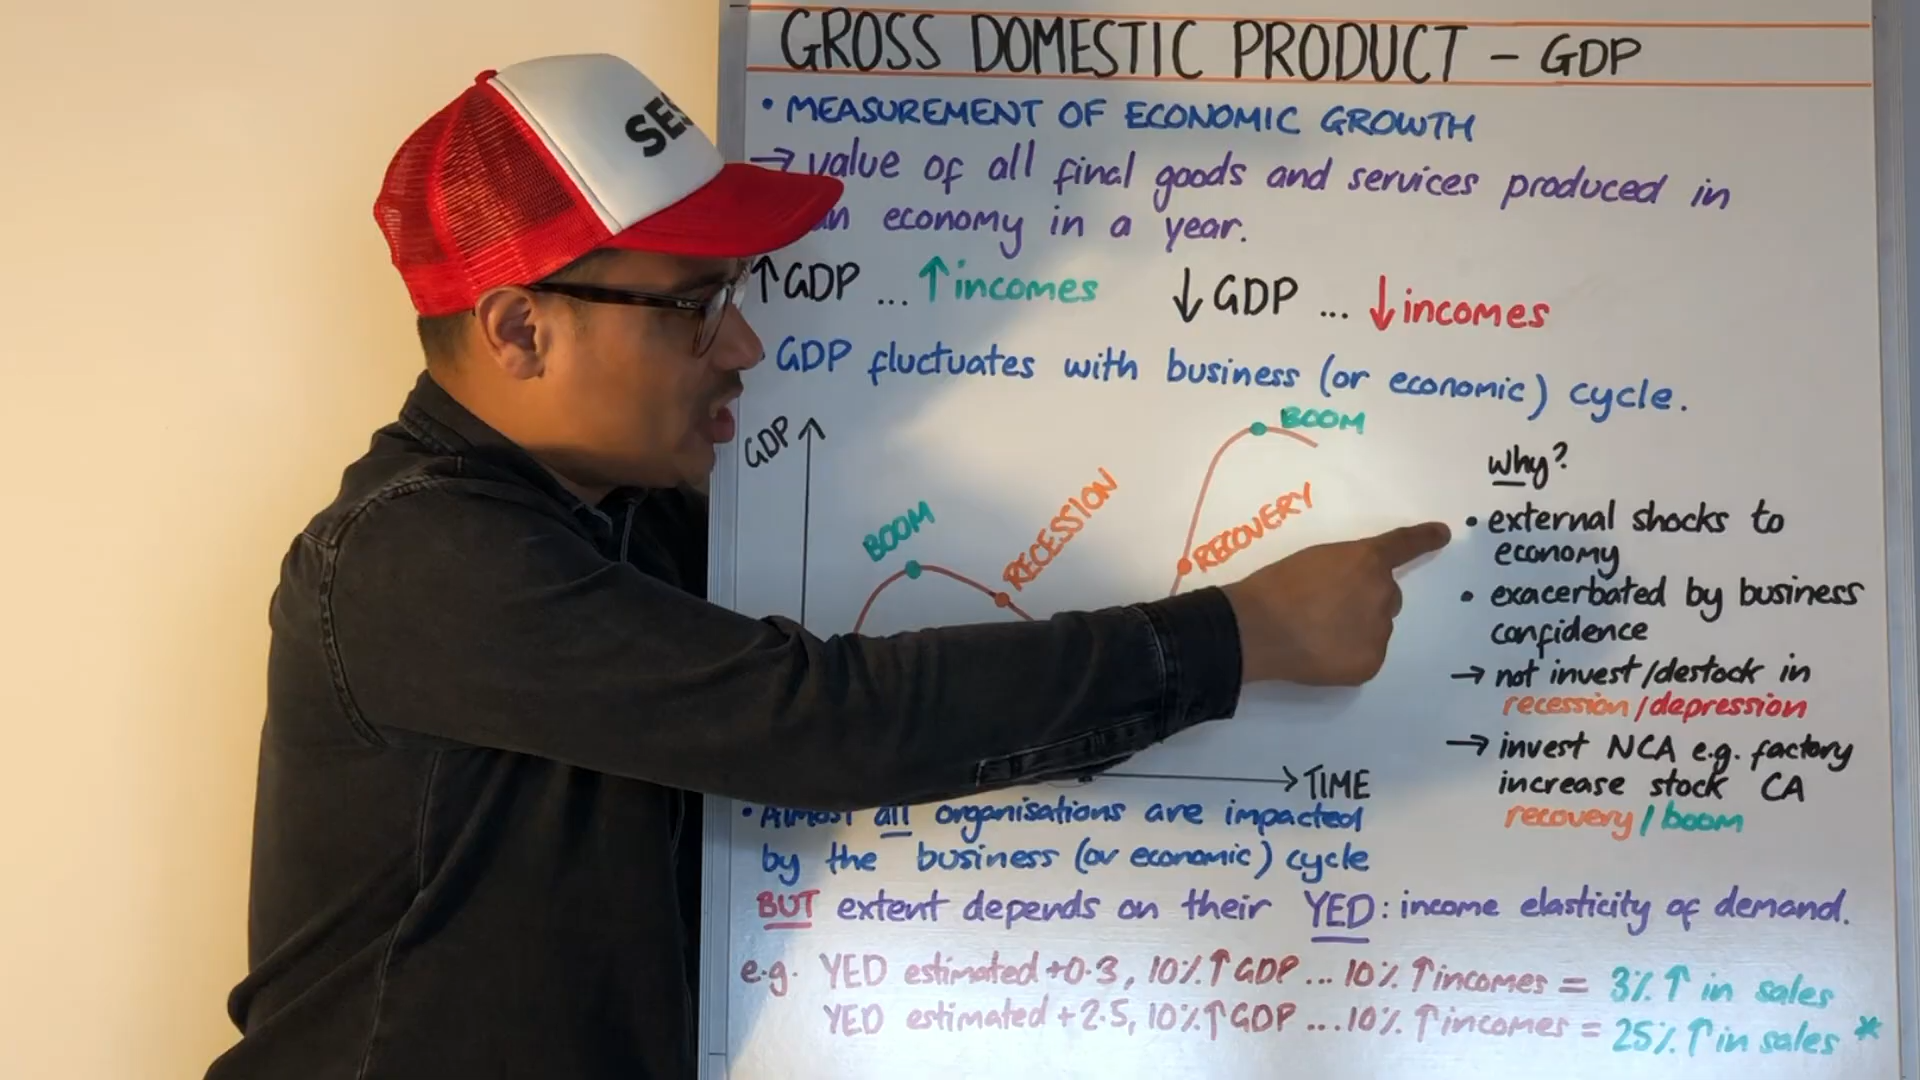 GROSS DOMESTIC PRODUCT - GDP
• MEASUREMENT OF ECONOMIC GROWTH
→ value of all final goods and services produced in
an economy in a year.
↑GDP ... ↑incomes ↓GDP ... ↓incomes
• GDP fluctuates with business (or economic) cycle.
GDP
BOOM
RECESSION
RECOVERY
BOOM
TIME
Why?
• external shocks to
economy
• exacerbated by business
confidence
→ not invest/destock in
recession/depression
→ invest NCA e.g. factory
increase stock CA
recovery/boom
• Almost all organisations are impacted
by the business (or economic) cycle
BUT extent depends on their YED: income elasticity of demand.
e.g. YED estimated +0.3, 10% ↑GDP ... 10% ↑incomes = 3% ↑ in sales
YED estimated +2.5, 10% ↑GDP ... 10% ↑incomes = 25% ↑ in sales *